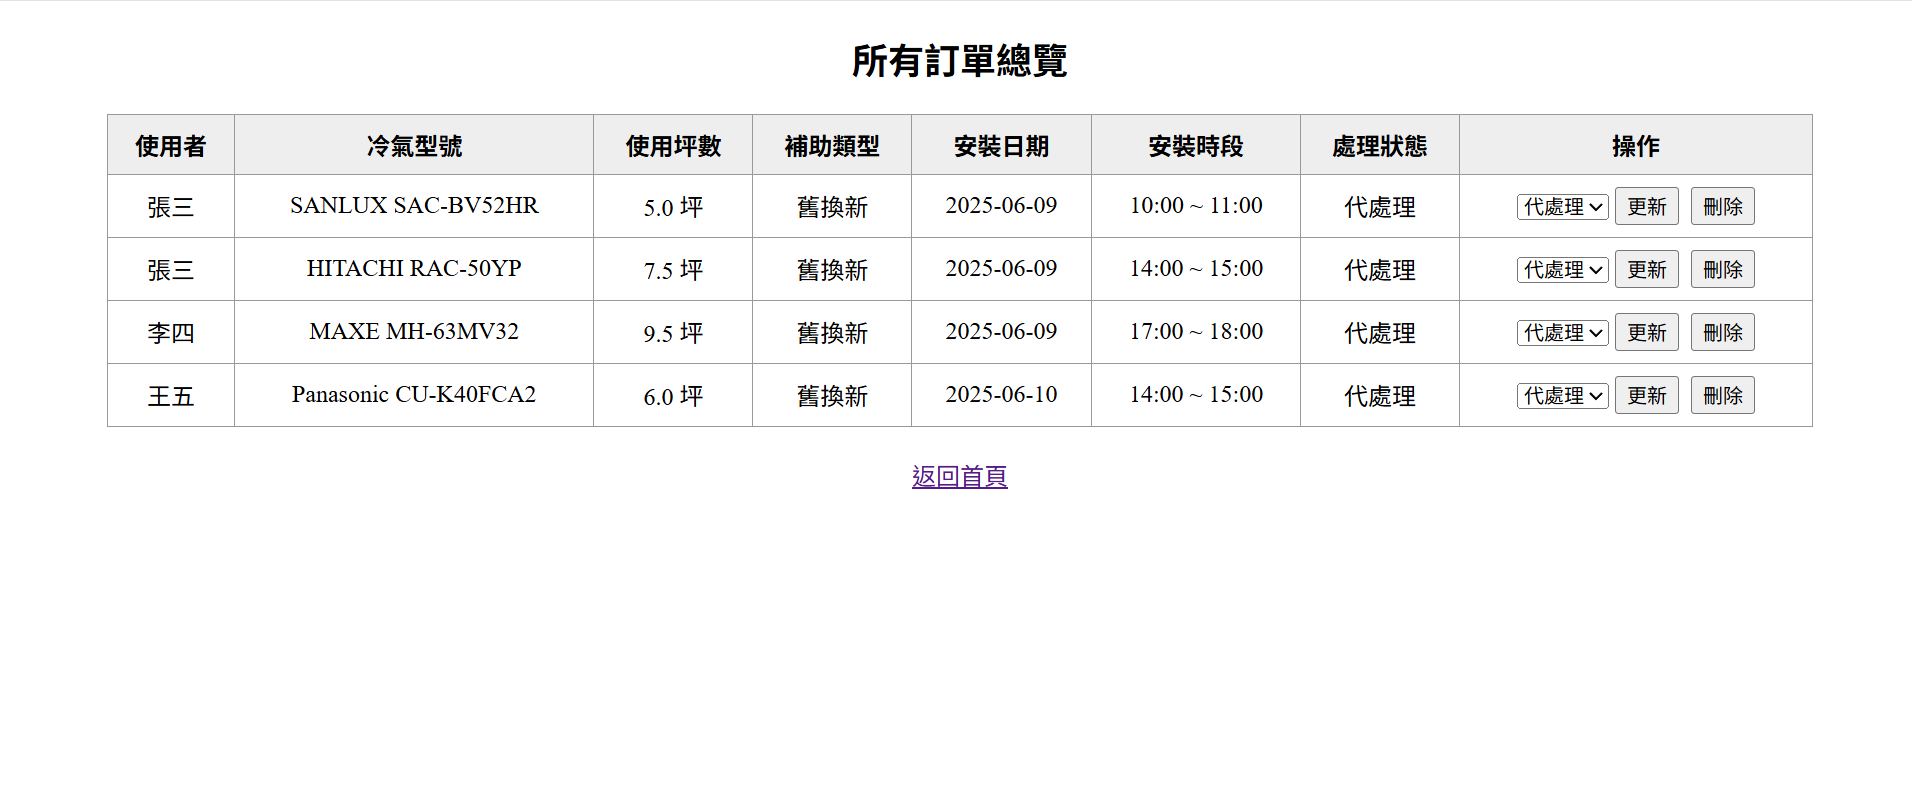 所有訂單總覽
使用者 冷氣型號 使用坪數 補助類型 安裝日期 安裝時段 處理狀態 操作
張三 SANLUX SAC-BV52HR 5.0 坪 舊換新 2025-06-09 10:00 ~ 11:00 代處理 代處理 更新 刪除
張三 HITACHI RAC-50YP 7.5 坪 舊換新 2025-06-09 14:00 ~ 15:00 代處理 代處理 更新 刪除
李四 MAXE MH-63MV32 9.5 坪 舊換新 2025-06-09 17:00 ~ 18:00 代處理 代處理 更新 刪除
王五 Panasonic CU-K40FCA2 6.0 坪 舊換新 2025-06-10 14:00 ~ 15:00 代處理 代處理 更新 刪除
返回首頁